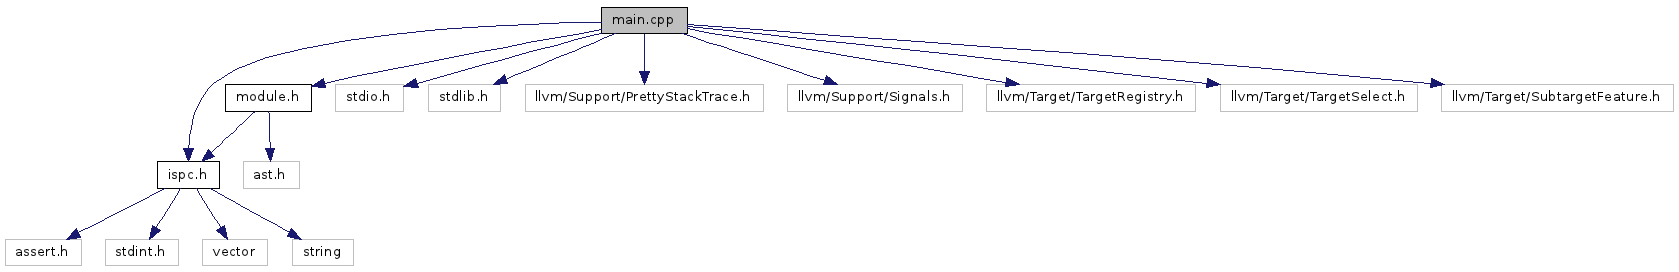 main.cpp
module.h
stdio.h
stdlib.h
llvm/Support/PrettyStackTrace.h
llvm/Support/Signals.h
llvm/Target/TargetRegistry.h
llvm/Target/TargetSelect.h
llvm/Target/SubtargetFeature.h
ispc.h
ast.h
assert.h
stdint.h
vector
string